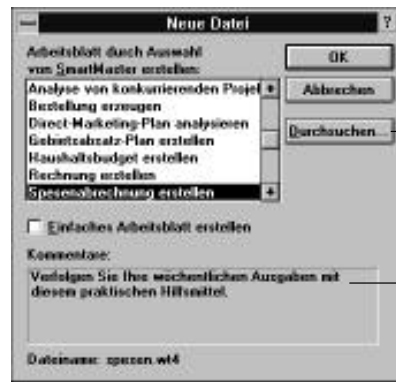 Neue Datei
?
Arbeitsblatt durch Auswahl
von SmartMaster erstellen:
OK
Abbrechen
Durchsuchen...
Analyse von konkurrierenden Projel
Bestellung erzeugen
Direct-Marketing-Plan analysieren
Gebietsabsatz-Plan erstellen
Haushaltsbudget erstellen
Rechnung erstellen
Spesenabrechnung erstellen
Einfaches Arbeitsblatt erstellen
Kommentare:
Verfolgen Sie Ihre wöchentlichen Ausgaben mit
diesem praktischen Hilfsmittel.
Dateiname: spesen.wt4